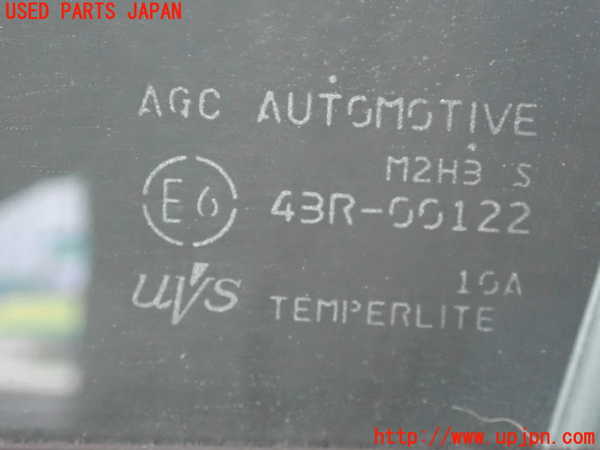 USED PARTS JAPAN
AGC AUTOMOTIVE
M2H3 S
E6 43R-00122
UVS
10A
TEMPERLITE
http://www.upjpn.com/